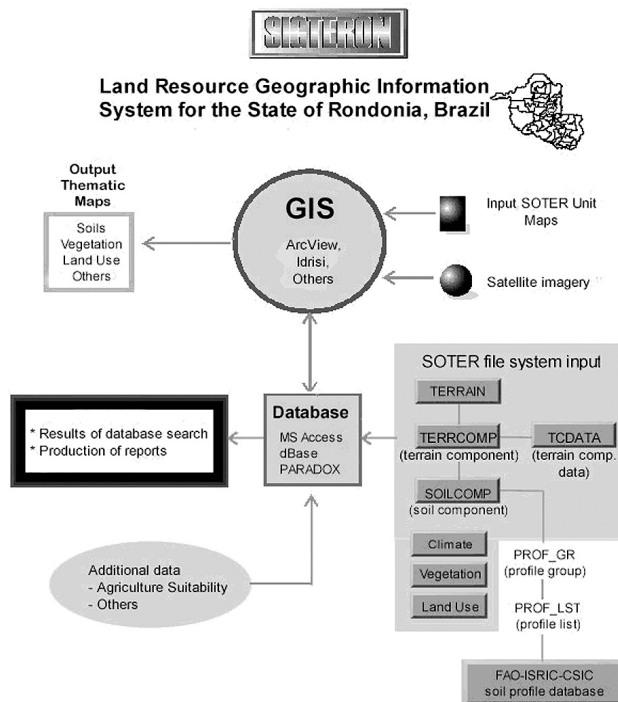 SIGTERON
Land Resource Geographic Information
System for the State of Rondonia, Brazil
Output
Thematic
Maps
Soils
Vegetation
Land Use
Others
GIS
ArcView,
Idrisi,
Others
Input SOTER Unit
Maps
Satellite imagery
SOTER file system input
TERRAIN
TERRCOMP
(terrain component)
TCDATA
(terrain comp.
data)
SOILCOMP
(soil component)
Database
MS Access
dBase
PARADOX
* Results of database search
* Production of reports
Additional data
- Agriculture Suitability
- Others
Climate
Vegetation
Land Use
PROF_GR
(profile group)
PROF_LST
(profile list)
FAO-ISRIC-CSIC
soil profile database